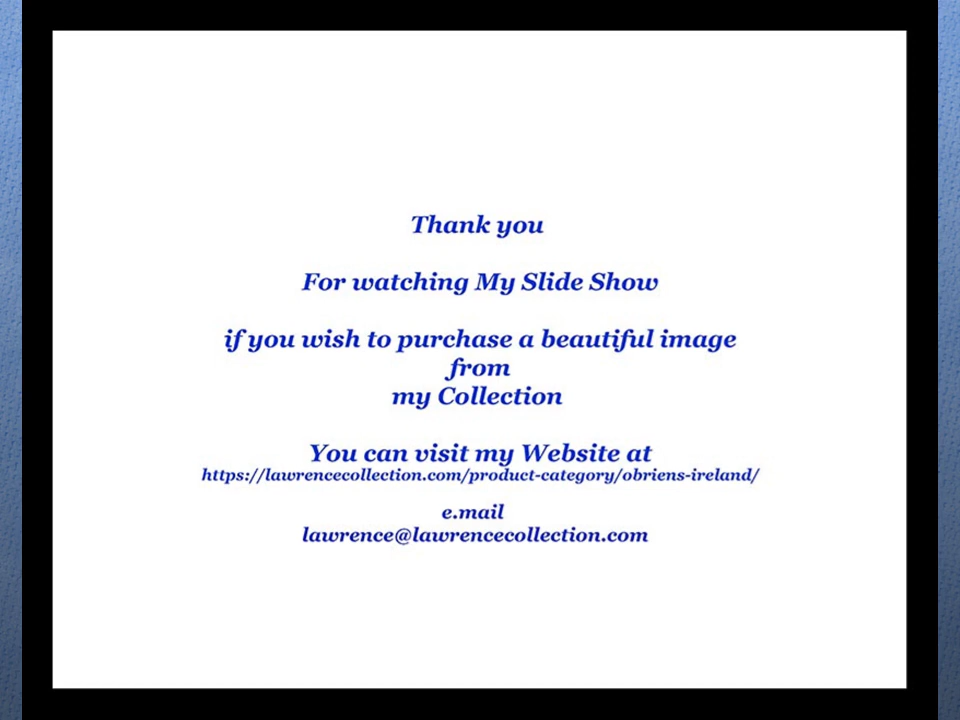 Thank you
For watching My Slide Show
if you wish to purchase a beautiful image
from
my Collection
You can visit my Website at
https://lawrencecollection.com/product-category/obriens-ireland/
e.mail
lawrence@lawrencecollection.com